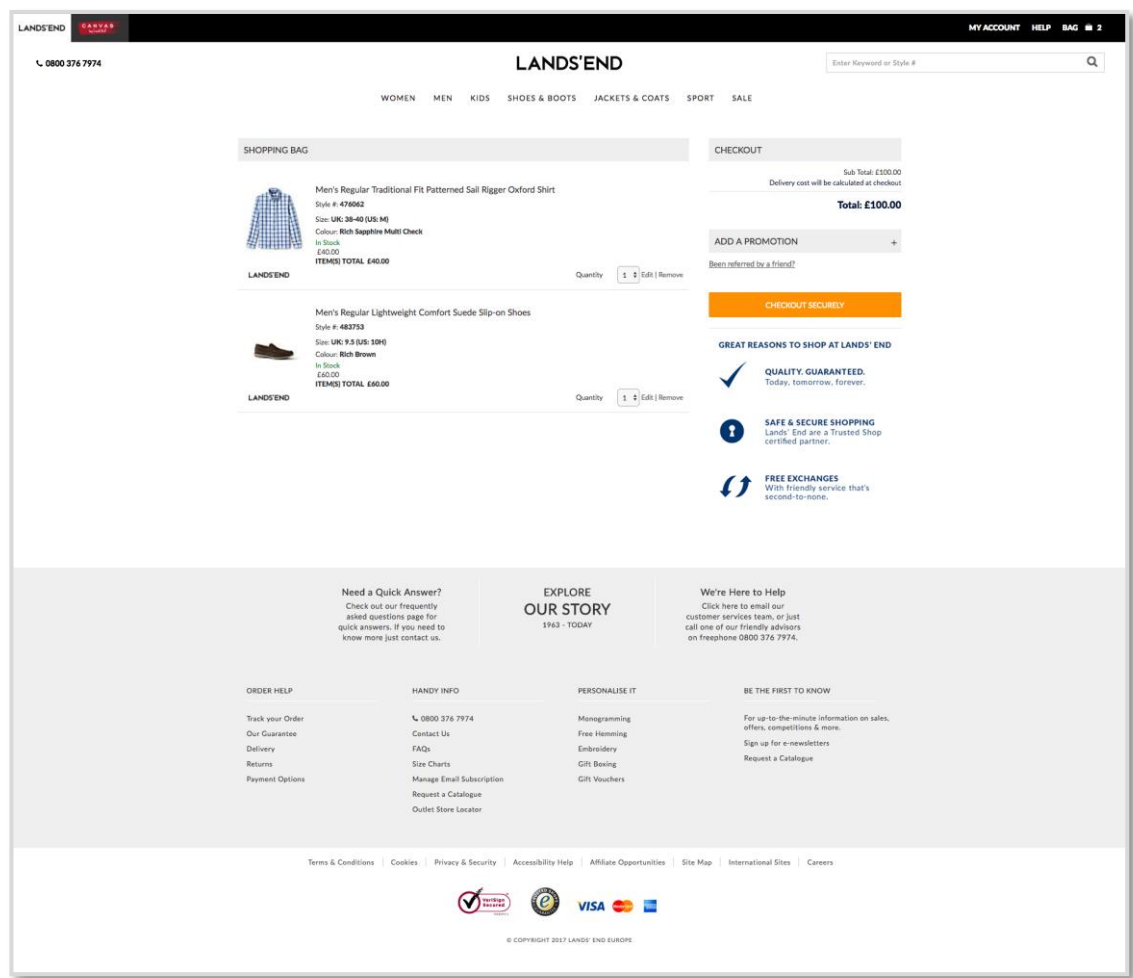 LANDS'END CANVAS MY ACCOUNT HELP BAG 2
0800 376 7974 LANDS'END Enter Keyword or Style #
WOMEN MEN KIDS SHOES & BOOTS JACKETS & COATS SPORT SALE
SHOPPING BAG
Men's Regular Traditional Fit Patterned Sail Rigger Oxford Shirt
Style #: 476062
Size: UK: 38-40 (US: M)
Colour: Rich Sapphire Multi Check
In Stock
£40.00
ITEM(S) TOTAL £40.00
LANDS'END Quantity 1 Edit | Remove
Men's Regular Lightweight Comfort Suede Slip-on Shoes
Style #: 483753
Size: UK: 9.5 (US: 10H)
Colour: Rich Brown
In Stock
£60.00
ITEM(S) TOTAL £60.00
LANDS'END Quantity 1 Edit | Remove
CHECKOUT
Sub Total: £100.00
Delivery cost will be calculated at checkout
Total: £100.00
ADD A PROMOTION +
Been referred by a friend?
CHECKOUT SECURELY
GREAT REASONS TO SHOP AT LANDS' END
QUALITY. GUARANTEED.
Today, tomorrow, forever.
SAFE & SECURE SHOPPING
Lands' End are a Trusted Shop
certified partner.
FREE EXCHANGES
With friendly service that's
second-to-none.
Need a Quick Answer?
Check out our frequently
asked questions page for
quick answers. If you need to
know more just contact us.
EXPLORE
OUR STORY
1963 - TODAY
We're Here to Help
Click here to email our
customer services team, or just
call one of our friendly advisors
on freephone 0800 376 7974.
ORDER HELP
Track your Order
Our Guarantee
Delivery
Returns
Payment Options
HANDY INFO
0800 376 7974
Contact Us
FAQs
Size Charts
Manage Email Subscription
Request a Catalogue
Outlet Store Locator
PERSONALISE IT
Monogramming
Free Hemming
Embroidery
Gift Boxing
Gift Vouchers
BE THE FIRST TO KNOW
For up-to-the-minute information on sales,
offers, competitions & more.
Sign up for e-newsletters
Request a Catalogue
Terms & Conditions | Cookies | Privacy & Security | Accessibility Help | Affiliate Opportunities | Site Map | International Sites | Careers
VeriSign
Secured
VISA
© COPYRIGHT 2017 LANDS' END EUROPE